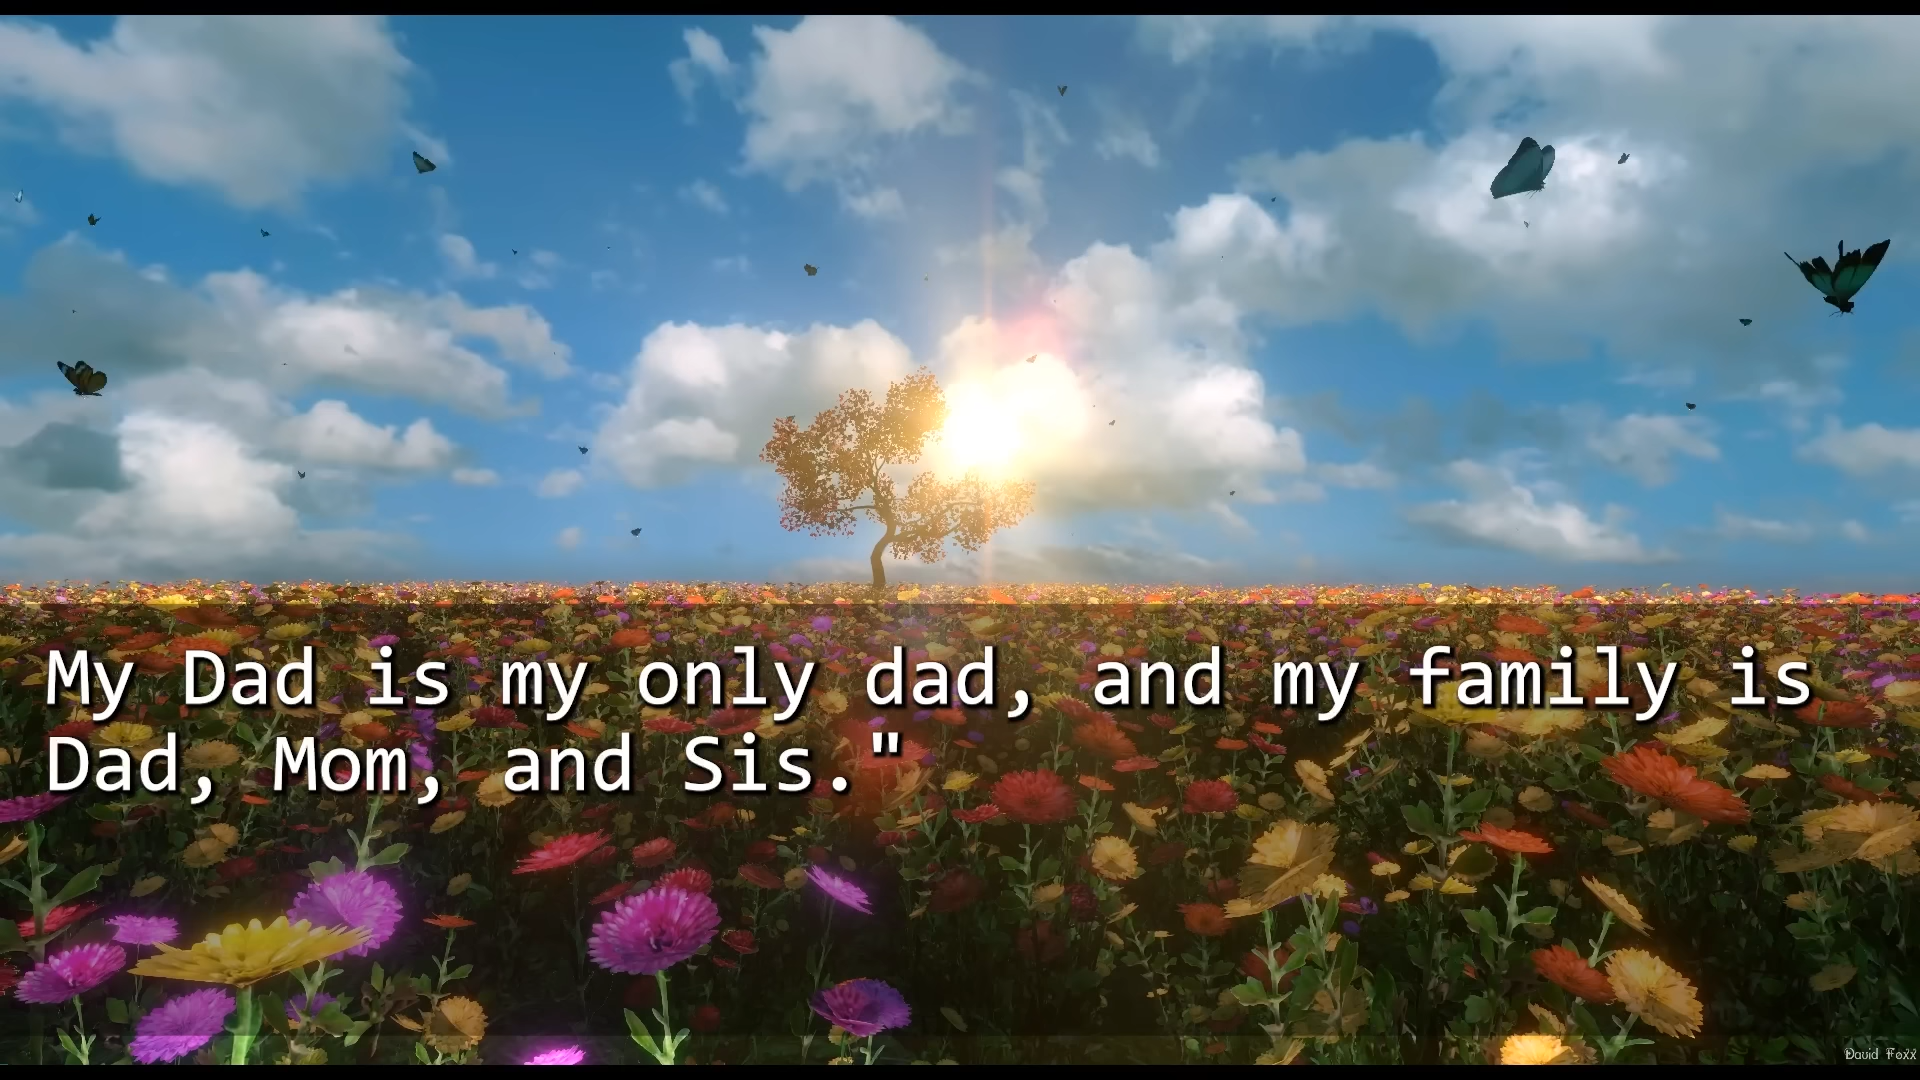 My Dad is my only dad, and my family is
Dad, Mom, and Sis."
David Foxx